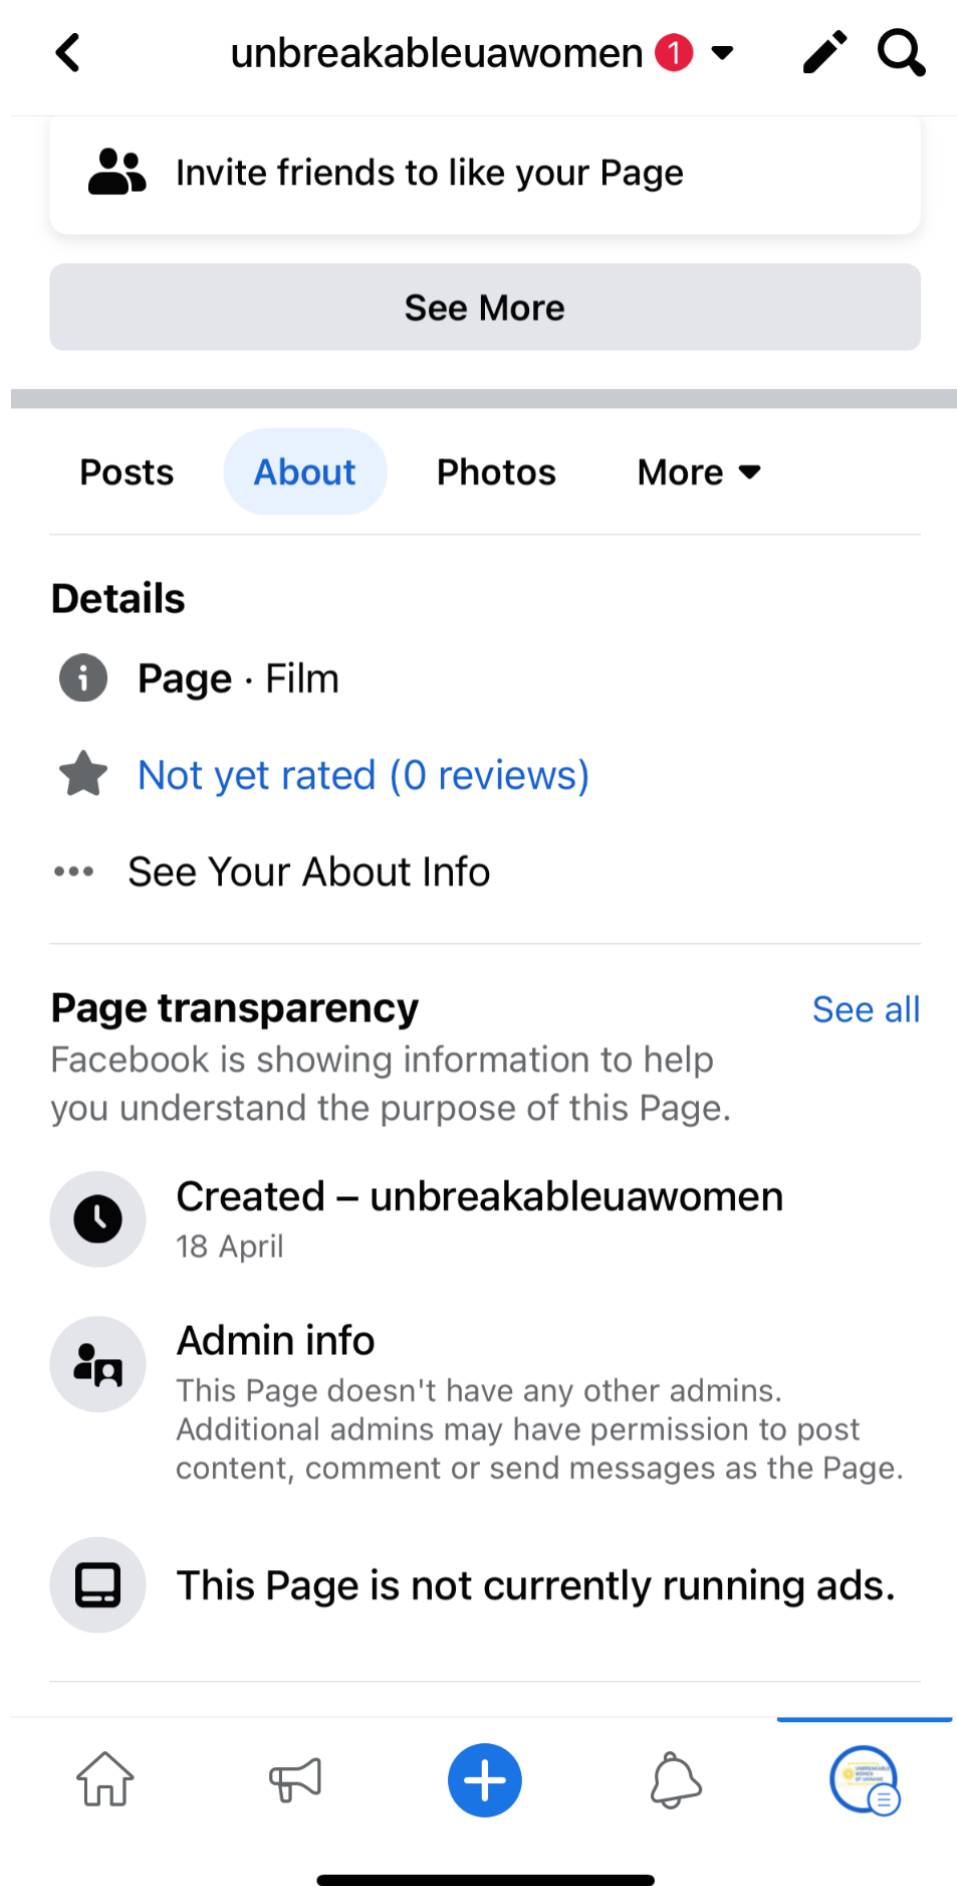 unbreakableuawomen 1
Invite friends to like your Page
See More
Posts About Photos More
Details
Page · Film
Not yet rated (0 reviews)
See Your About Info
Page transparency See all
Facebook is showing information to help
you understand the purpose of this Page.
Created – unbreakableuawomen
18 April
Admin info
This Page doesn't have any other admins.
Additional admins may have permission to post
content, comment or send messages as the Page.
This Page is not currently running ads.
UNBREAKABLE
WOMEN
OF UKRAINE